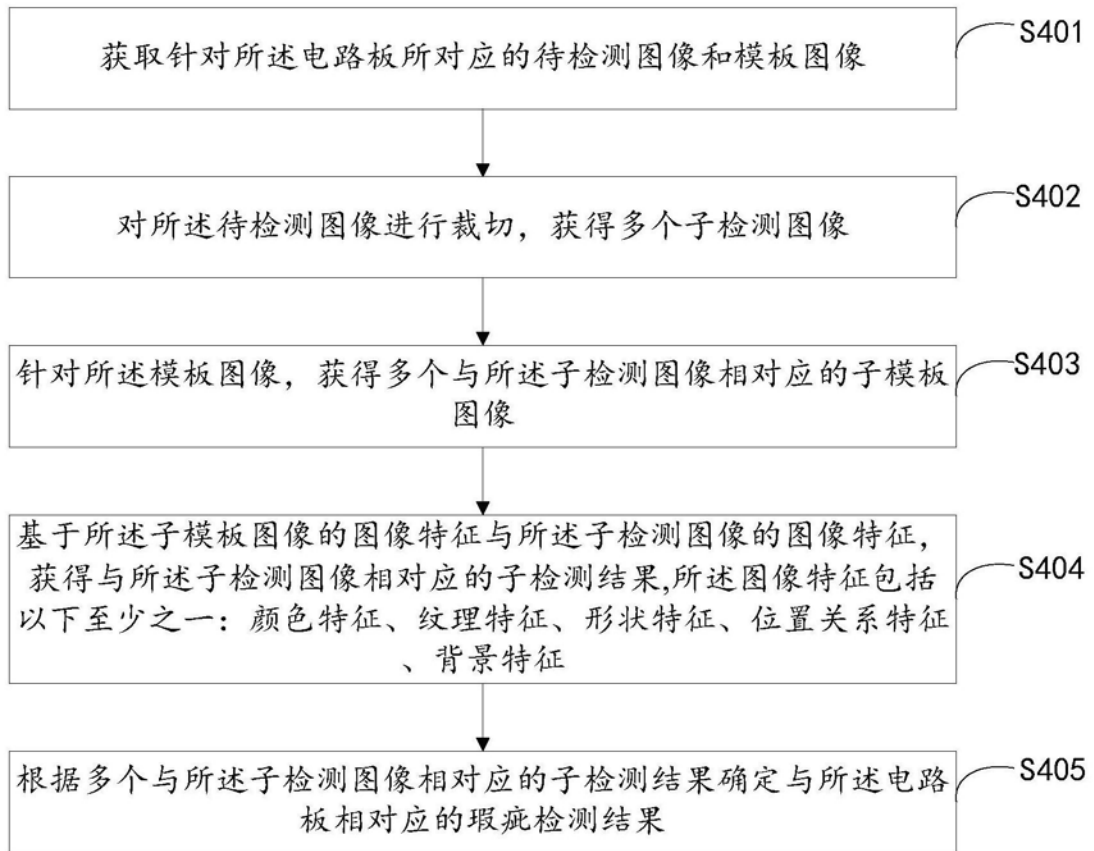 获取针对所述电路板所对应的待检测图像和模板图像
S401
对所述待检测图像进行裁切，获得多个子检测图像
S402
针对所述模板图像，获得多个与所述子检测图像相对应的子模板
图像
S403
基于所述子模板图像的图像特征与所述子检测图像的图像特征，
获得与所述子检测图像相对应的子检测结果,所述图像特征包括
以下至少之一：颜色特征、纹理特征、形状特征、位置关系特征
、背景特征
S404
根据多个与所述子检测图像相对应的子检测结果确定与所述电路
板相对应的瑕疵检测结果
S405